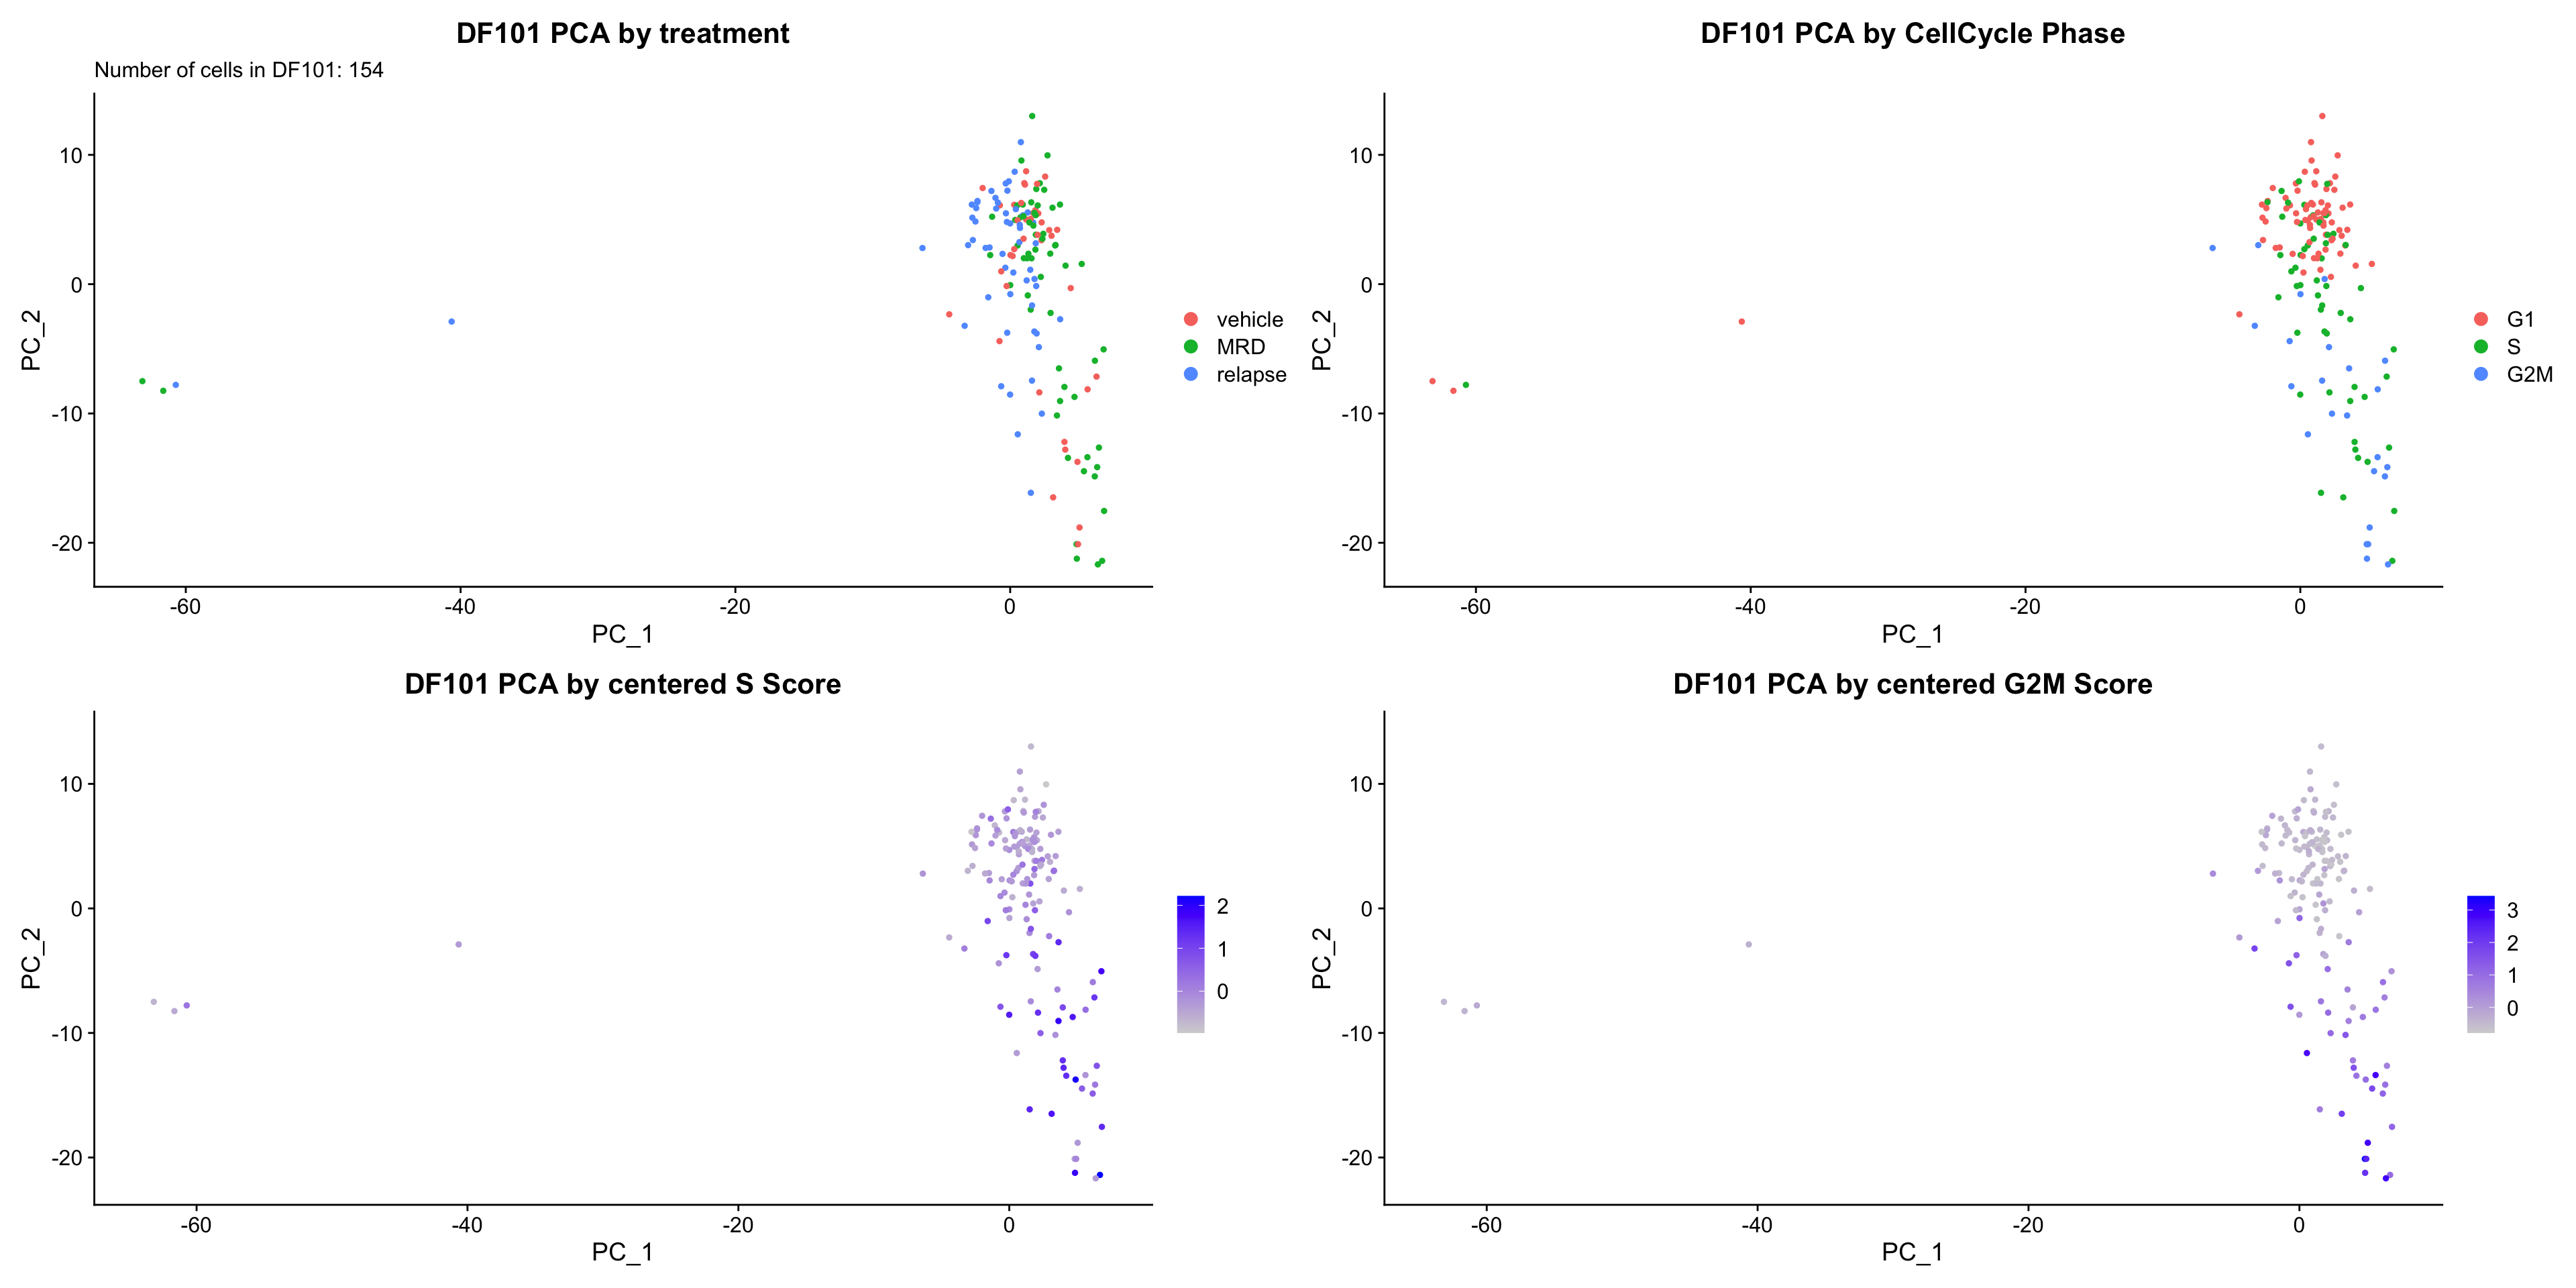 DF101 PCA by treatment
Number of cells in DF101: 154
10
0
-10
-20
PC_2
-60
-40
-20
0
PC_1
vehicle
MRD
relapse
DF101 PCA by CellCycle Phase
10
0
-10
-20
PC_2
-60
-40
-20
0
PC_1
G1
S
G2M
DF101 PCA by centered S Score
10
0
-10
-20
PC_2
-60
-40
-20
0
PC_1
2
1
0
DF101 PCA by centered G2M Score
10
0
-10
-20
PC_2
-60
-40
-20
0
PC_1
3
2
1
0